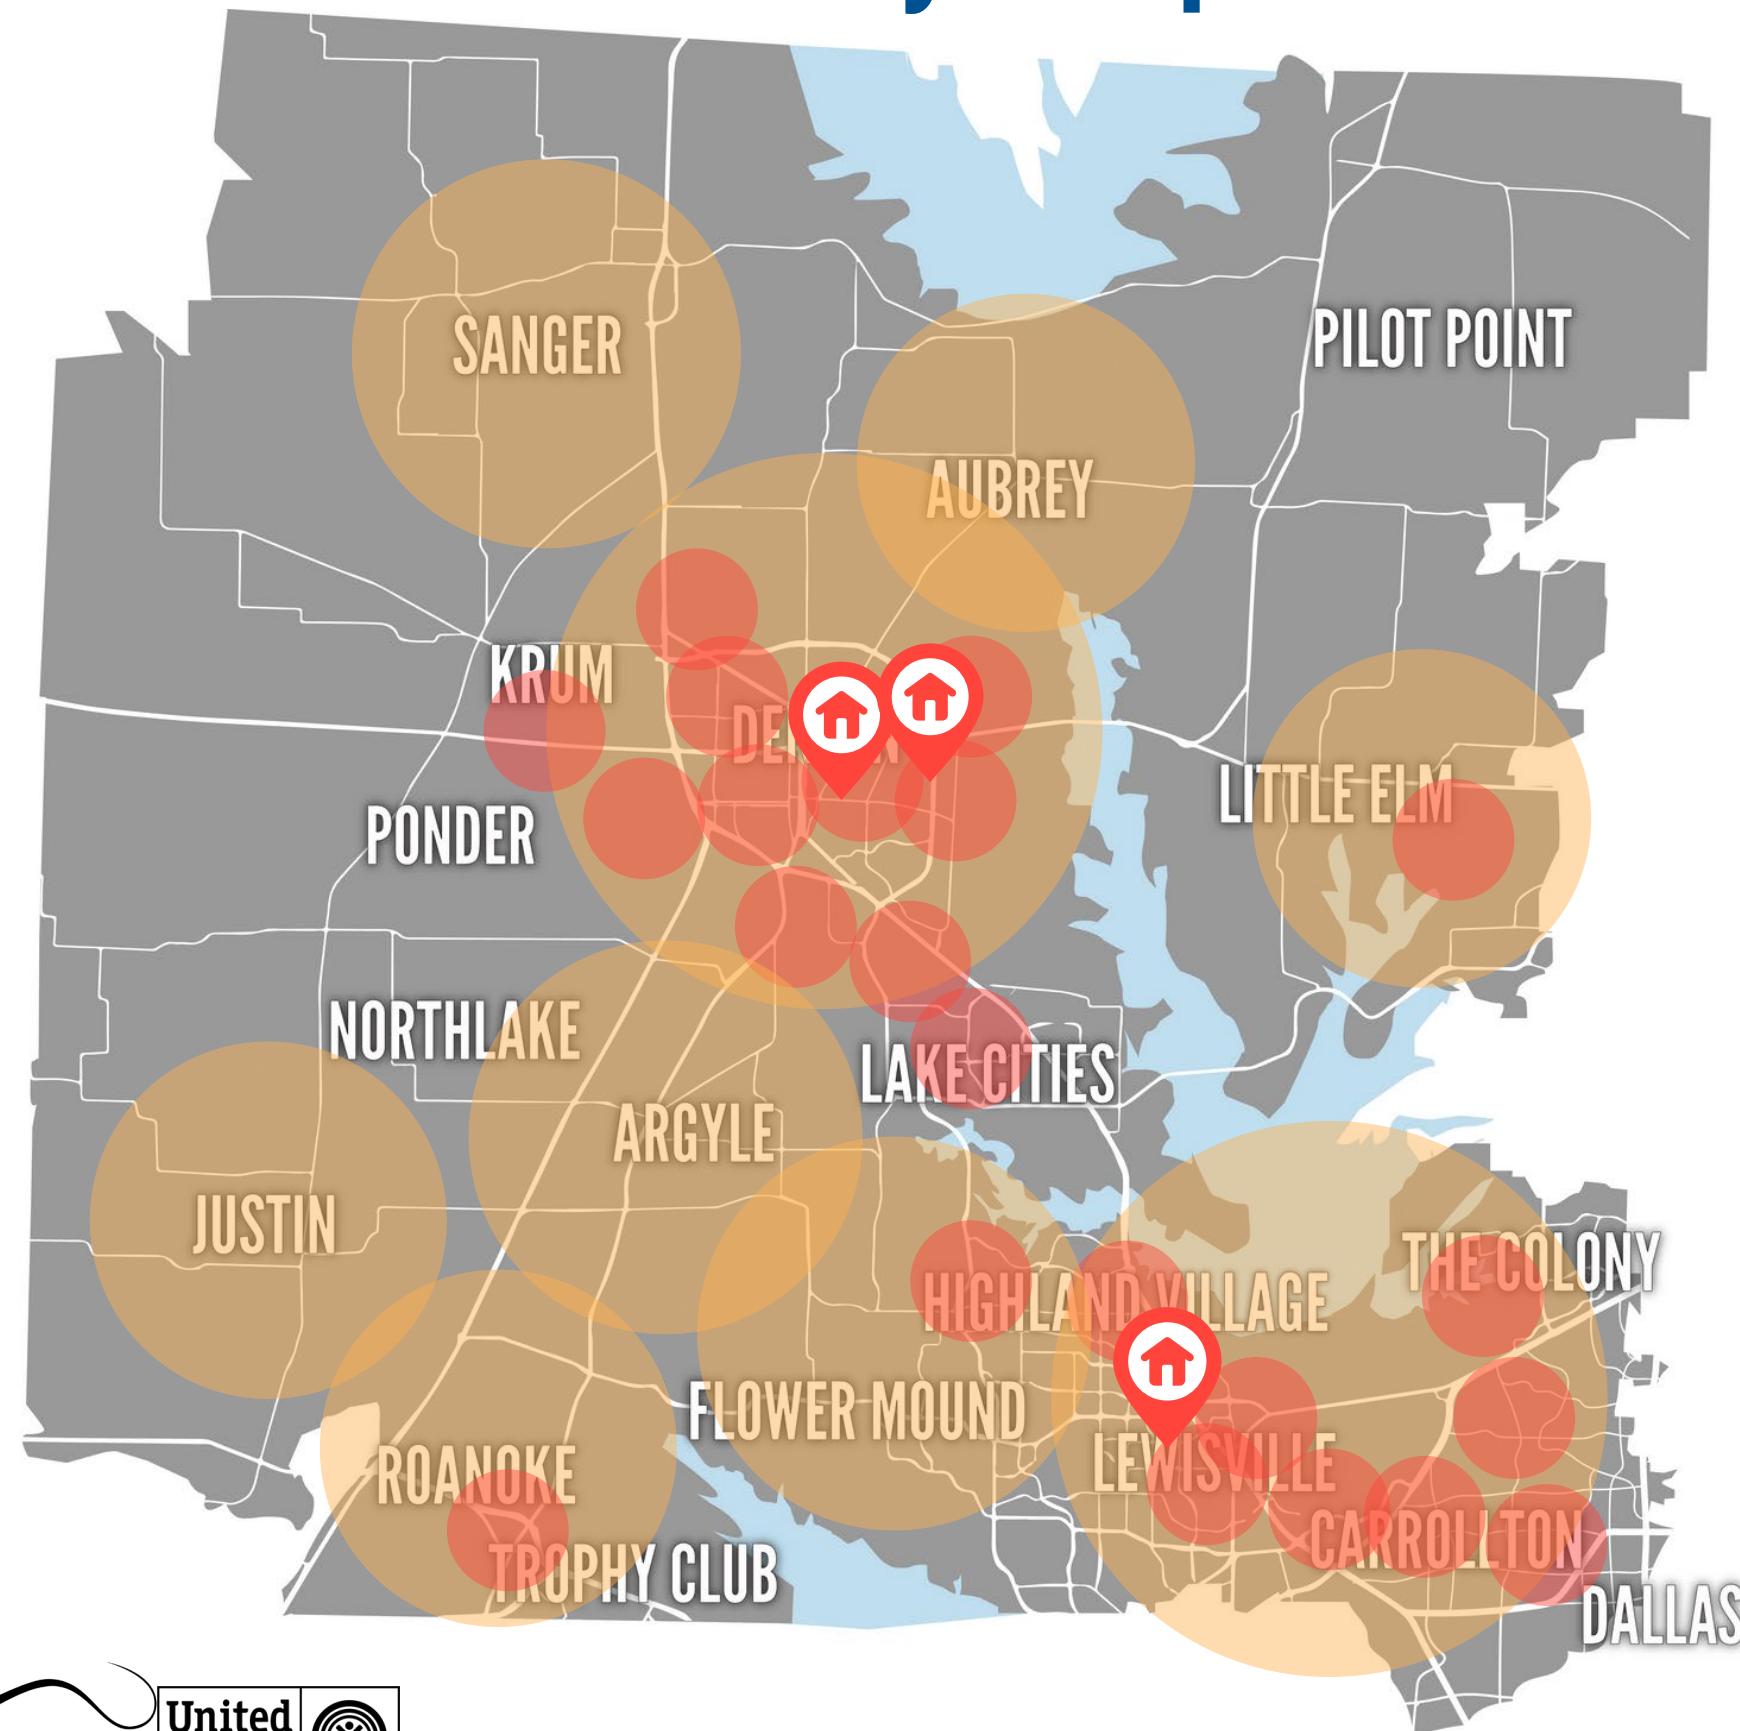 SANGER
PILOT POINT
AUBREY
KRUM
LITTLE ELM
PONDER
NORTHLAKE
LAKE CITIES
ARGYLE
JUSTIN
THE COLONY
HIGHLAND VILLAGE
FLOWER MOUND
LEWISVILLE
ROANOKE
CARROLLTON
TROPHY CLUB
DALLAS
United